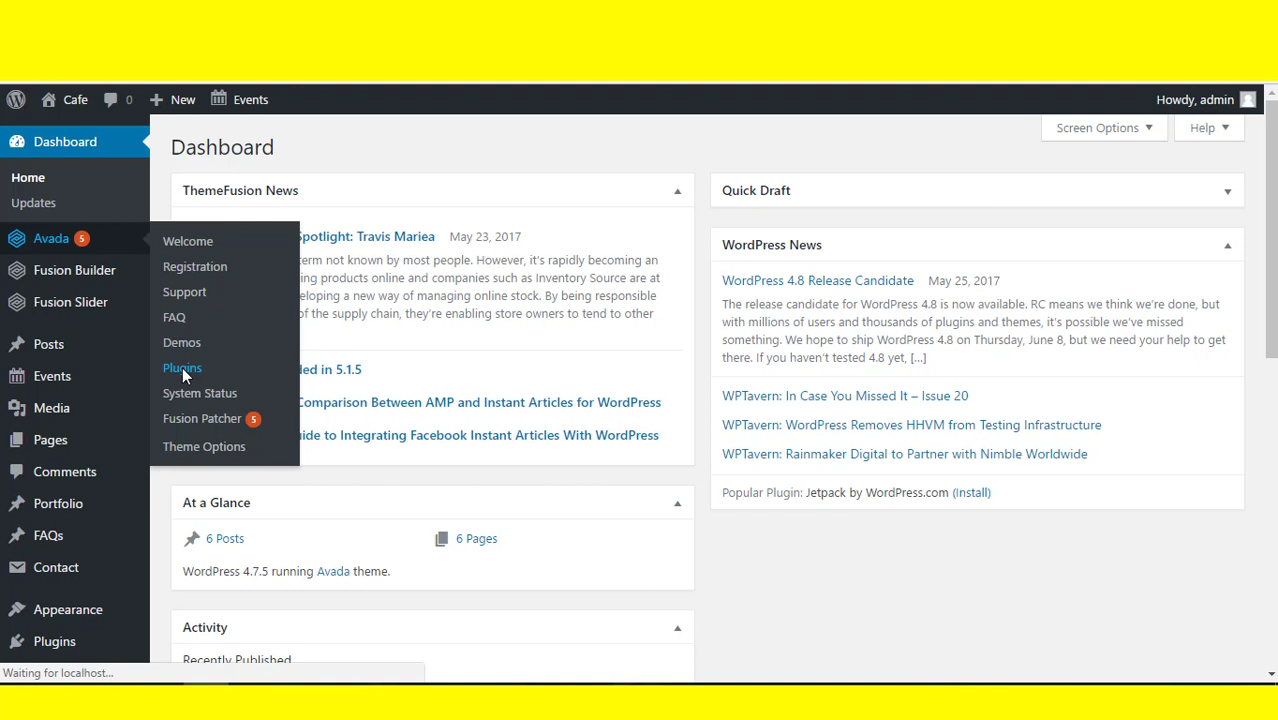 Cafe 0 New Events Howdy, admin
Screen Options Help
Dashboard
Home
Updates
Avada 5
Fusion Builder
Fusion Slider
Posts
Events
Media
Pages
Comments
Portfolio
FAQs
Contact
Appearance
Plugins
Welcome
Registration
Support
FAQ
Demos
Plugins
System Status
Fusion Patcher 5
Theme Options
Dashboard
ThemeFusion News
Spotlight: Travis Mariea May 23, 2017
erm not known by most people. However, it's rapidly becoming an
ing products online and companies such as Inventory Source are at
eloping a new way of managing online stock. By being responsible
of the supply chain, they're enabling store owners to tend to other
ded in 5.1.5
Comparison Between AMP and Instant Articles for WordPress
uide to Integrating Facebook Instant Articles With WordPress
At a Glance
6 Posts 6 Pages
WordPress 4.7.5 running Avada theme.
Activity
Recently Published
Quick Draft
WordPress News
WordPress 4.8 Release Candidate May 25, 2017
The release candidate for WordPress 4.8 is now available. RC means we think we're done, but
with millions of users and thousands of plugins and themes, it's possible we've missed
something. We hope to ship WordPress 4.8 on Thursday, June 8, but we need your help to get
there. If you haven't tested 4.8 yet, [...]
WPTavern: In Case You Missed It – Issue 20
WPTavern: WordPress Removes HHVM from Testing Infrastructure
WPTavern: Rainmaker Digital to Partner with Nimble Worldwide
Popular Plugin: Jetpack by WordPress.com (Install)
Waiting for localhost...